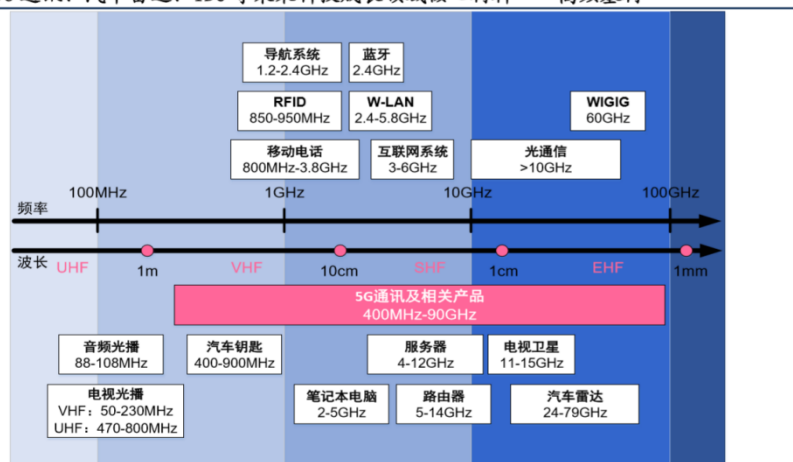 导航系统
1.2-2.4GHz
蓝牙
2.4GHz
RFID
850-950MHz
W-LAN
2.4-5.8GHz
WIGIG
60GHz
移动电话
800MHz-3.8GHz
互联网系统
3-6GHz
光通信
>10GHz
100MHz
1GHz
10GHz
100GHz
频率
波长
UHF
1m
VHF
10cm
SHF
1cm
EHF
1mm
5G通讯及相关产品
400MHz-90GHz
音频光播
88-108MHz
汽车钥匙
400-900MHz
服务器
4-12GHz
电视卫星
11-15GHz
电视光播
VHF：50-230MHz
UHF：470-800MHz
笔记本电脑
2-5GHz
路由器
5-14GHz
汽车雷达
24-79GHz